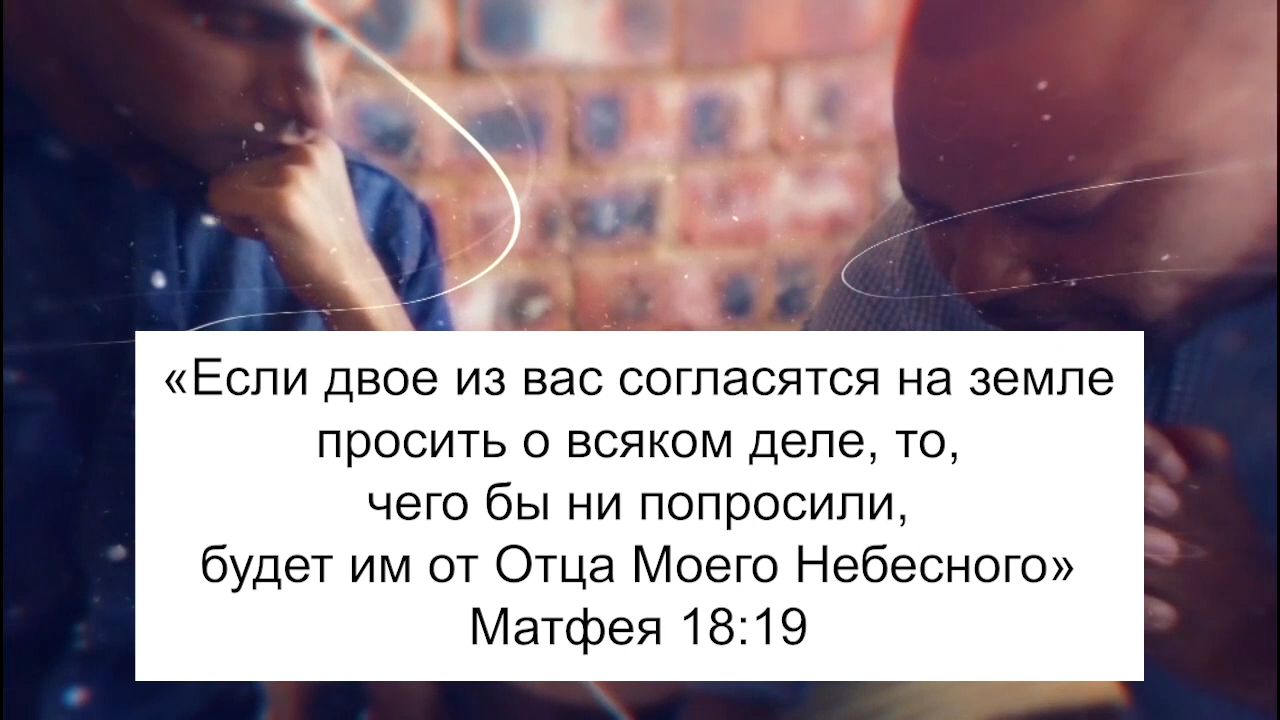 «Если двое из вас согласятся на земле
просить о всяком деле, то,
чего бы ни попросили,
будет им от Отца Моего Небесного»
Матфея 18:19